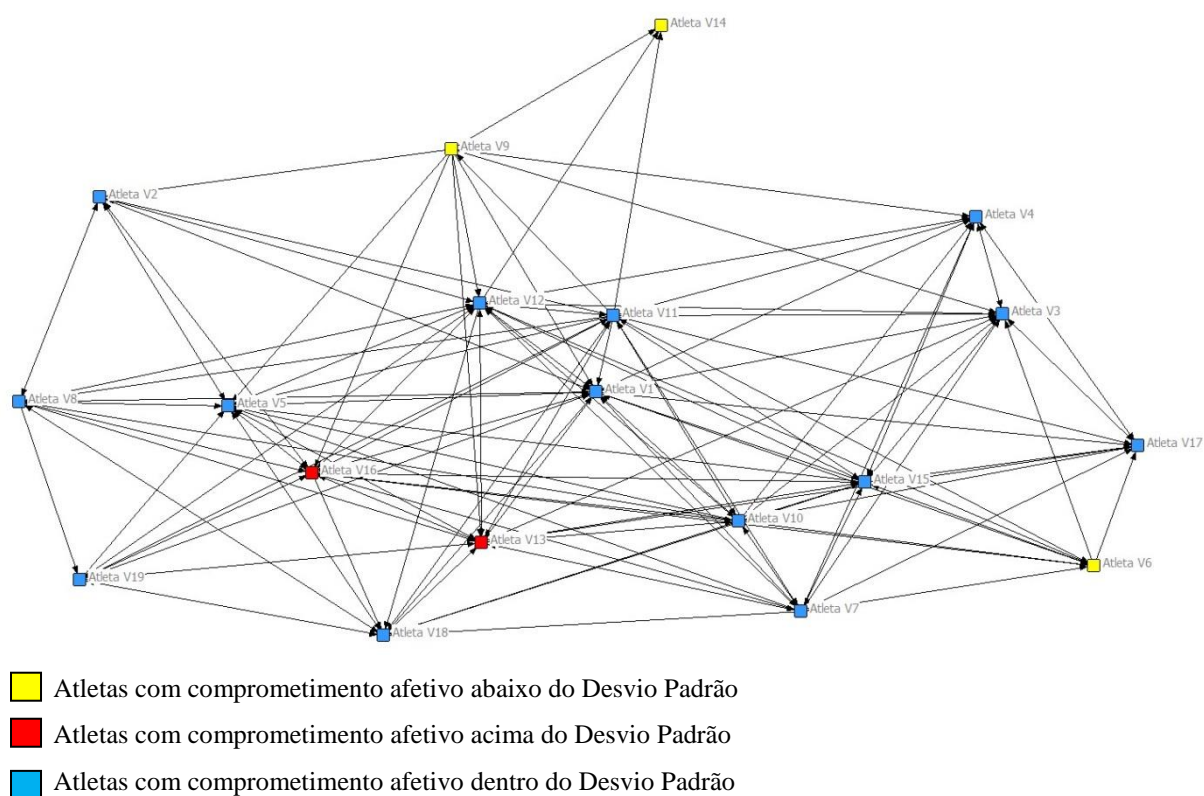 Atleta V14
Atleta V9
Atleta V2
Atleta V4
Atleta V12
Atleta V11
Atleta V3
Atleta V1
Atleta V8
Atleta V5
Atleta V17
Atleta V16
Atleta V15
Atleta V10
Atleta V13
Atleta V6
Atleta V19
Atleta V7
Atleta V18
Atletas com comprometimento afetivo abaixo do Desvio Padrão
Atletas com comprometimento afetivo acima do Desvio Padrão
Atletas com comprometimento afetivo dentro do Desvio Padrão